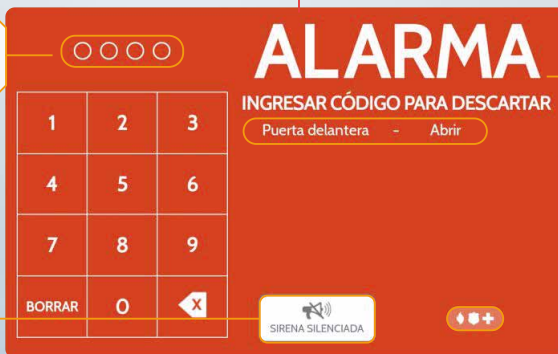 ALARMA
INGRESAR CÓDIGO PARA DESCARTAR
Puerta delantera - Abrir
1 2 3
4 5 6
7 8 9
BORRAR 0 X
SIRENA SILENCIADA